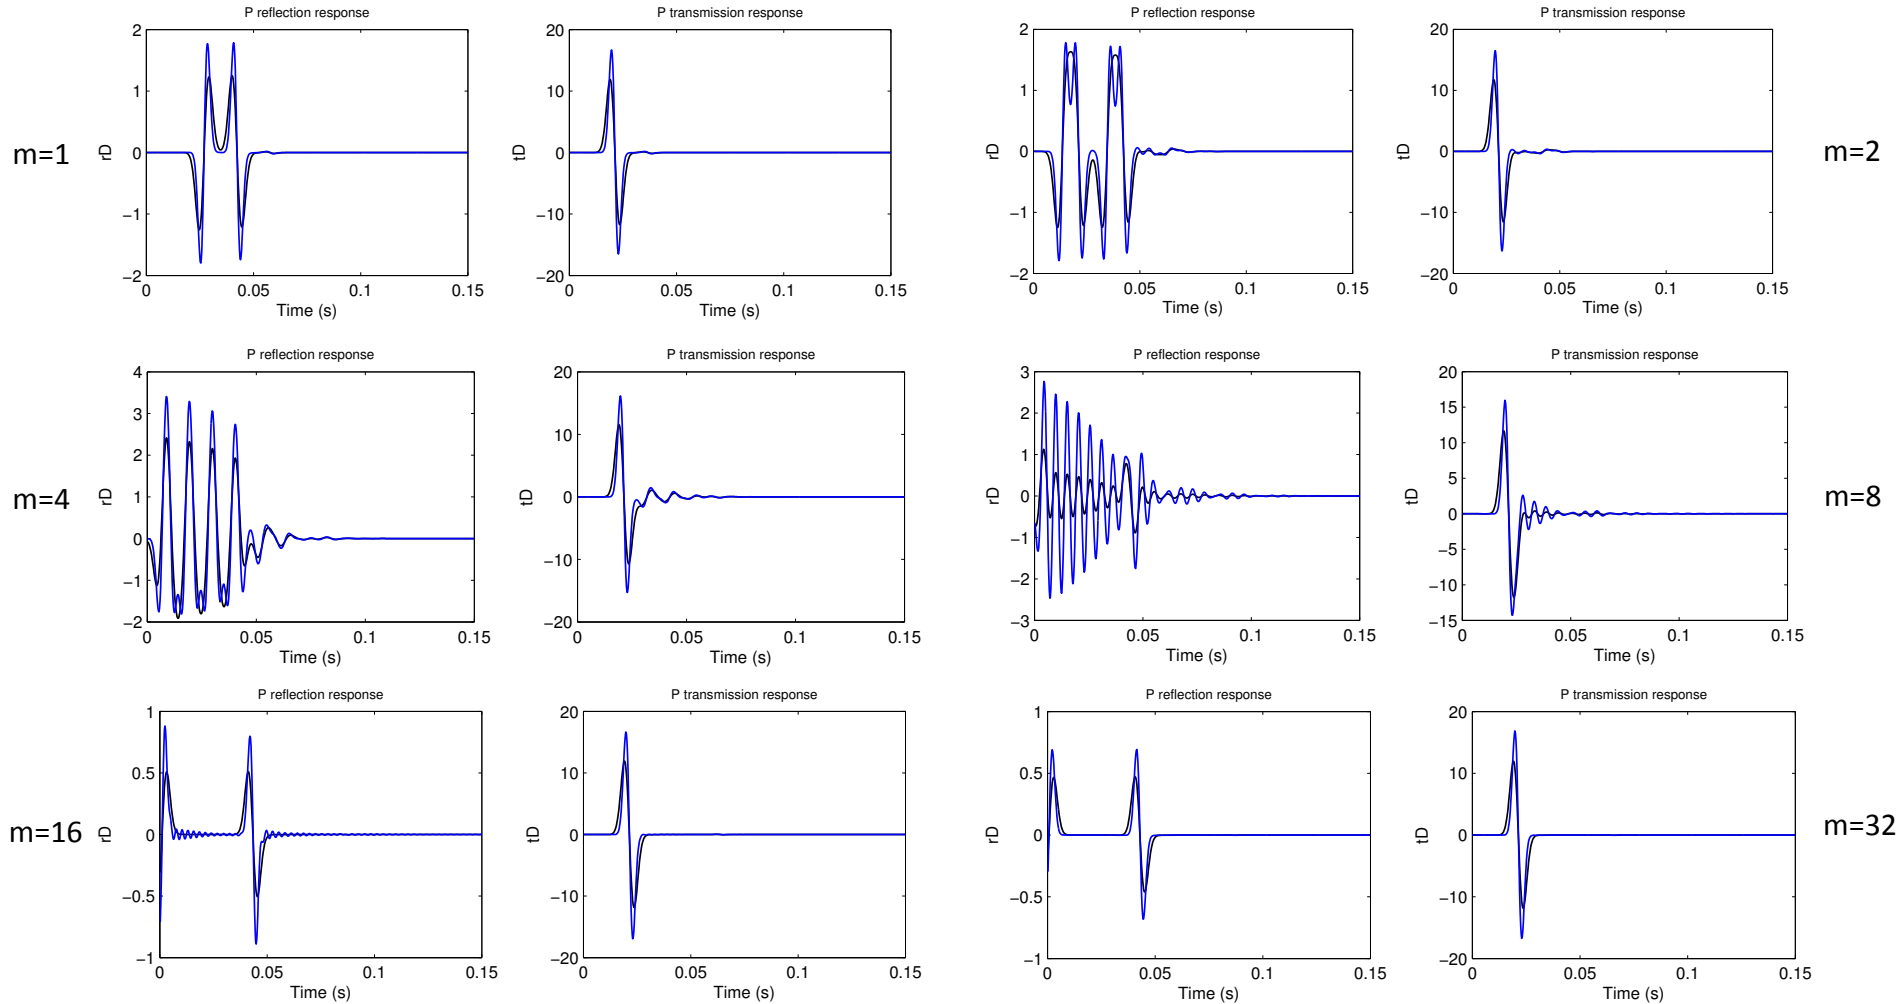 P reflection response
2
1
0
−1
−2
rD
0
0.05
0.1
0.15
Time (s)
m=1
P transmission response
20
10
0
−10
−20
tD
0
0.05
0.1
0.15
Time (s)
P reflection response
2
1
0
−1
−2
rD
0
0.05
0.1
0.15
Time (s)
P transmission response
20
10
0
−10
−20
tD
0
0.05
0.1
0.15
Time (s)
m=2
P reflection response
4
3
2
1
0
−1
−2
rD
0
0.05
0.1
0.15
Time (s)
m=4
P transmission response
20
10
0
−10
−20
tD
0
0.05
0.1
0.15
Time (s)
P reflection response
3
2
1
0
−1
−2
−3
rD
0
0.05
0.1
0.15
Time (s)
P transmission response
20
15
10
5
0
−5
−10
−15
tD
0
0.05
0.1
0.15
Time (s)
m=8
P reflection response
1
0.5
0
−0.5
−1
rD
0
0.05
0.1
0.15
Time (s)
m=16
P transmission response
20
10
0
−10
−20
tD
0
0.05
0.1
0.15
Time (s)
P reflection response
1
0.5
0
−0.5
−1
rD
0
0.05
0.1
0.15
Time (s)
P transmission response
20
10
0
−10
−20
tD
0
0.05
0.1
0.15
Time (s)
m=32